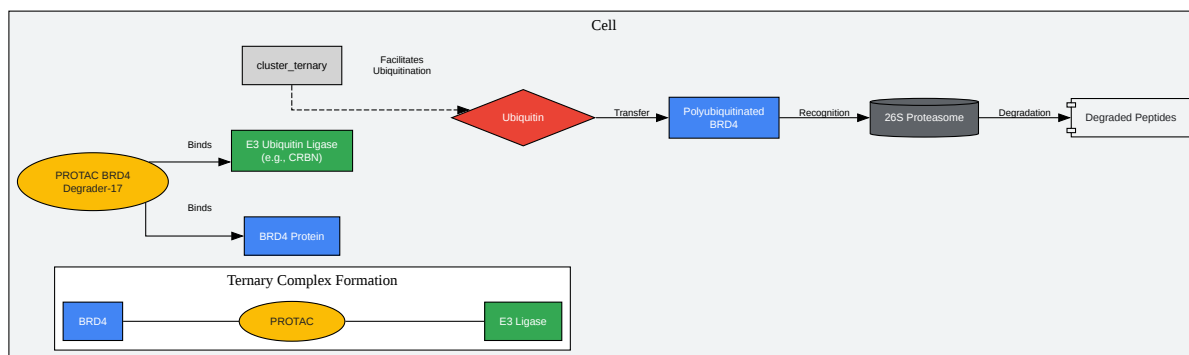 Cell
cluster_ternary
Facilitates
Ubiquitination
Ubiquitin
Transfer
Polyubiquitinated
BRD4
Recognition
26S Proteasome
Degradation
Degraded Peptides
Binds
E3 Ubiquitin Ligase
(e.g., CRBN)
PROTAC BRD4
Degrader-17
Binds
BRD4 Protein
Ternary Complex Formation
BRD4
PROTAC
E3 Ligase